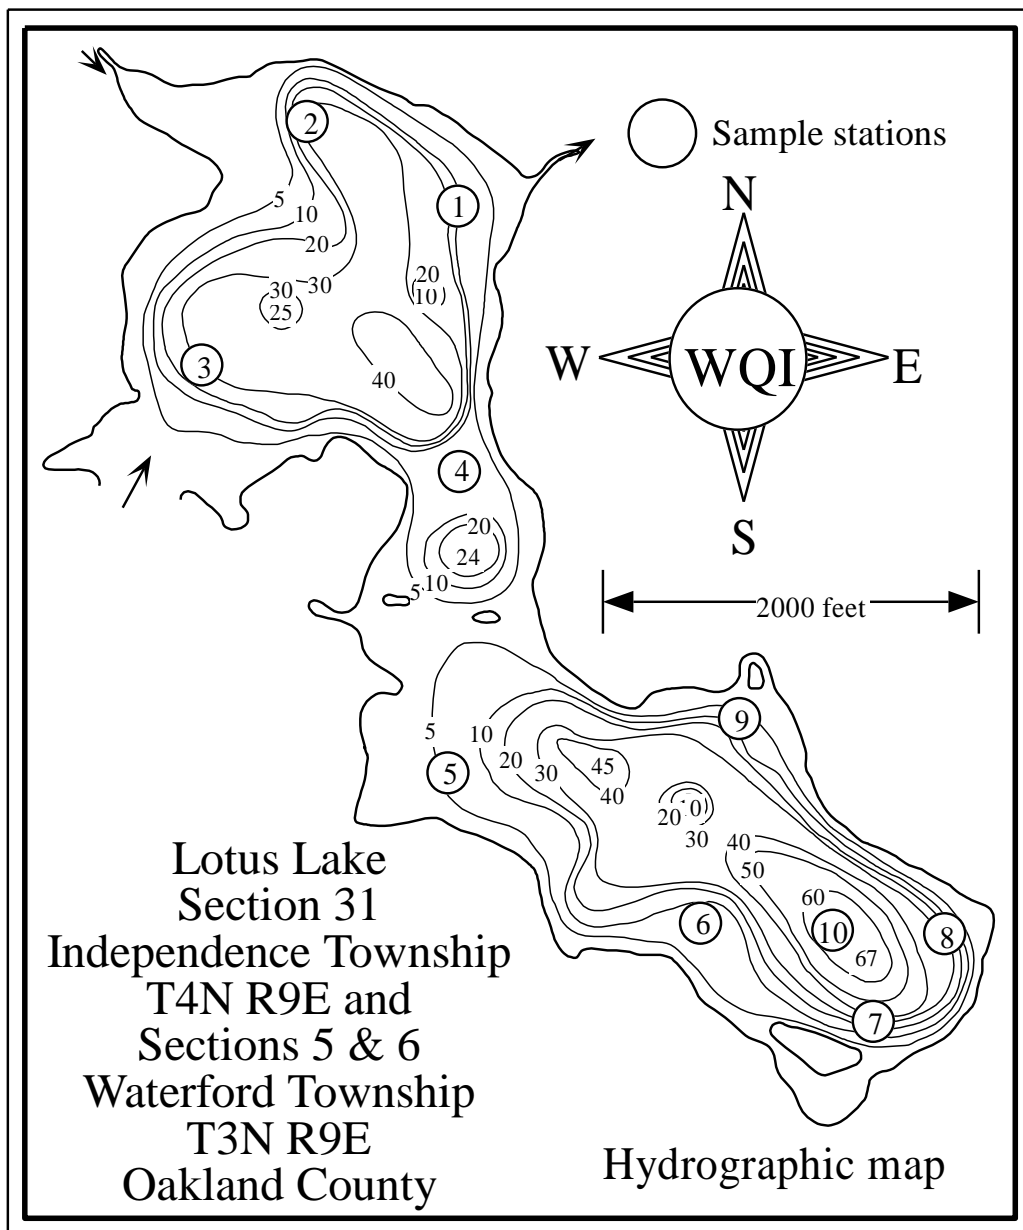 2
Sample stations
N
5
10
1
20
20
30
30
10
25
W
WQI
E
3
40
4
20
24
S
5
10
2000 feet
9
5
10
20
45
5
30
40
20
30
40
50
60
6
10
8
67
7
Lotus Lake
Section 31
Independence Township
T4N R9E and
Sections 5 & 6
Waterford Township
T3N R9E
Oakland County
Hydrographic map